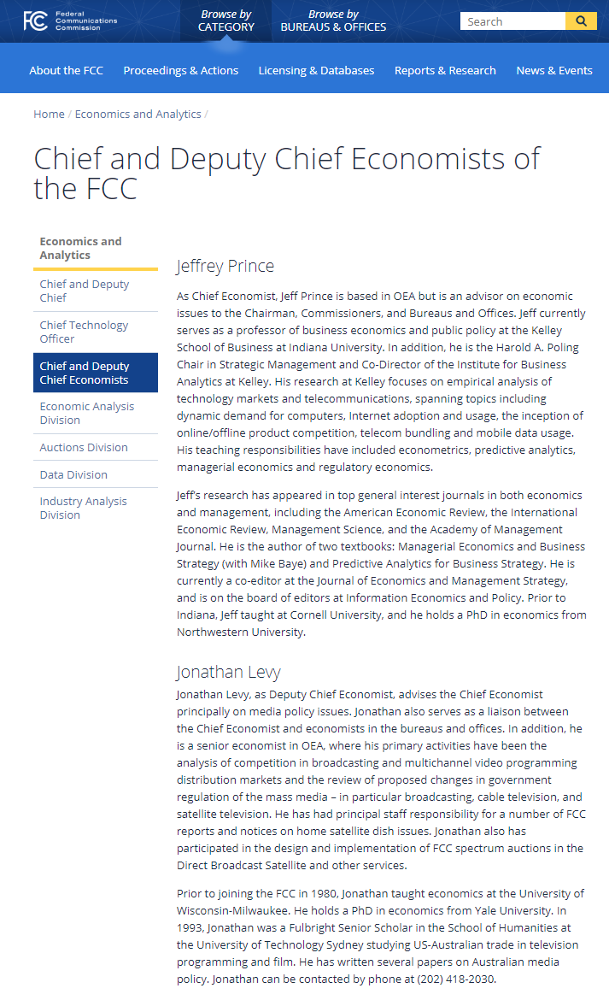 FCC Federal
Communications
Commission
Browse by
CATEGORY
Browse by
BUREAUS & OFFICES
Search
About the FCC
Proceedings & Actions
Licensing & Databases
Reports & Research
News & Events
Home / Economics and Analytics /
Chief and Deputy Chief Economists of
the FCC
Economics and
Analytics
Chief and Deputy
Chief
Chief Technology
Officer
Chief and Deputy
Chief Economists
Economic Analysis
Division
Auctions Division
Data Division
Industry Analysis
Division
Jeffrey Prince
As Chief Economist, Jeff Prince is based in OEA but is an advisor on economic
issues to the Chairman, Commissioners, and Bureaus and Offices. Jeff currently
serves as a professor of business economics and public policy at the Kelley
School of Business at Indiana University. In addition, he is the Harold A. Poling
Chair in Strategic Management and Co-Director of the Institute for Business
Analytics at Kelley. His research at Kelley focuses on empirical analysis of
technology markets and telecommunications, spanning topics including
dynamic demand for computers, Internet adoption and usage, the inception of
online/offline product competition, telecom bundling and mobile data usage.
His teaching responsibilities have included econometrics, predictive analytics,
managerial economics and regulatory economics.
Jeff's research has appeared in top general interest journals in both economics
and management, including the American Economic Review, the International
Economic Review, Management Science, and the Academy of Management
Journal. He is the author of two textbooks: Managerial Economics and Business
Strategy (with Mike Baye) and Predictive Analytics for Business Strategy. He is
currently a co-editor at the Journal of Economics and Management Strategy,
and is on the board of editors at Information Economics and Policy. Prior to
Indiana, Jeff taught at Cornell University, and he holds a PhD in economics from
Northwestern University.
Jonathan Levy
Jonathan Levy, as Deputy Chief Economist, advises the Chief Economist
principally on media policy issues. Jonathan also serves as a liaison between
the Chief Economist and economists in the bureaus and offices. In addition, he
is a senior economist in OEA, where his primary activities have been the
analysis of competition in broadcasting and multichannel video programming
distribution markets and the review of proposed changes in government
regulation of the mass media – in particular broadcasting, cable television, and
satellite television. He has had principal staff responsibility for a number of FCC
reports and notices on home satellite dish issues. Jonathan also has
participated in the design and implementation of FCC spectrum auctions in the
Direct Broadcast Satellite and other services.
Prior to joining the FCC in 1980, Jonathan taught economics at the University of
Wisconsin-Milwaukee. He holds a PhD in economics from Yale University. In
1993, Jonathan was a Fulbright Senior Scholar in the School of Humanities at
the University of Technology Sydney studying US-Australian trade in television
programming and film. He has written several papers on Australian media
policy. Jonathan can be contacted by phone at (202) 418-2030.